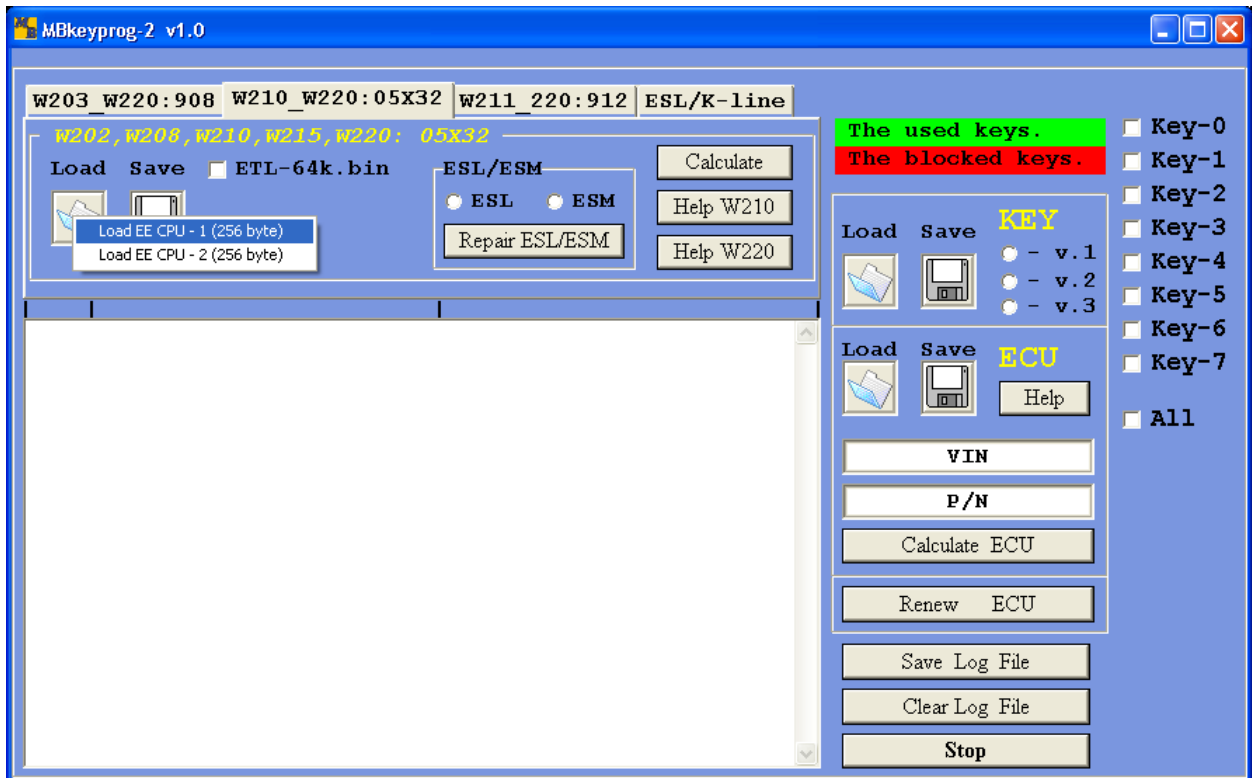 MBkeyprog-2 v1.0
W203_W220:908 W210_W220:05X32 W211_220:912 ESL/K-line
W202,W208,W210,W215,W220: 05X32
Load Save ETL-64k.bin
Load EE CPU - 1 (256 byte)
Load EE CPU - 2 (256 byte)
ESL/ESM
ESL ESM
Repair ESL/ESM
Calculate
Help W210
Help W220
The used keys.
The blocked keys.
Load Save KEY
- v.1
- v.2
- v.3
Load Save ECU
Help
VIN
P/N
Calculate ECU
Renew ECU
Save Log File
Clear Log File
Stop
Key-0
Key-1
Key-2
Key-3
Key-4
Key-5
Key-6
Key-7
All